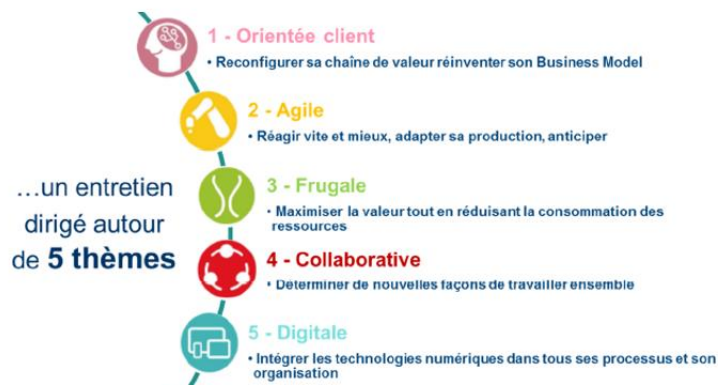 1 - Orientée client
• Reconfigurer sa chaîne de valeur réinventer son Business Model
2 - Agile
• Réagir vite et mieux, adapter sa production, anticiper
…un entretien
dirigé autour
de 5 thèmes
3 - Frugale
• Maximiser la valeur tout en réduisant la consommation des
ressources
4 - Collaborative
• Déterminer de nouvelles façons de travailler ensemble
5 - Digitale
• Intégrer les technologies numériques dans tous ses processus et son
organisation